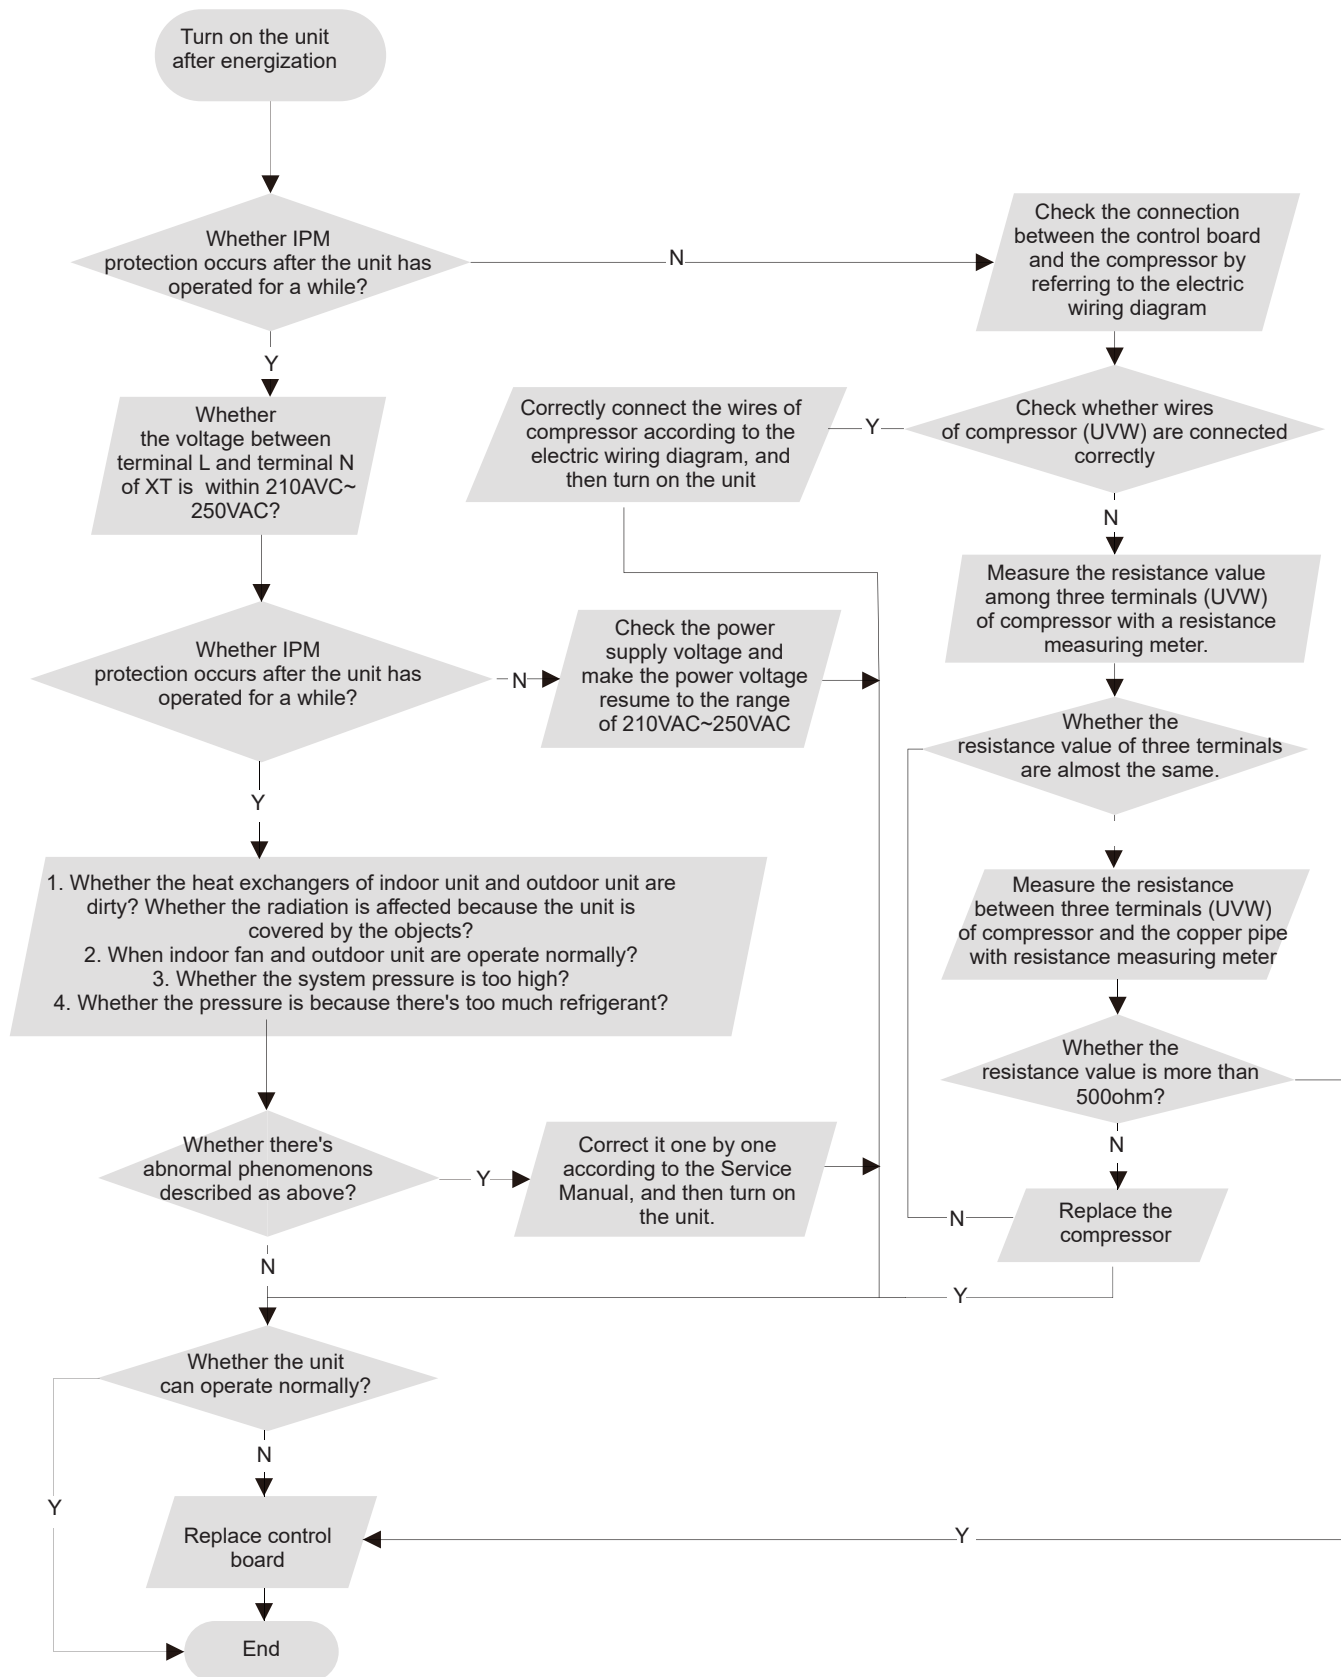 Turn on the unit
after energization
Whether IPM
protection occurs after the unit has
operated for a while?
N
Check the connection
between the control board
and the compressor by
referring to the electric
wiring diagram
Y
Whether
the voltage between
terminal L and terminal N
of XT is within 210AVC~
250VAC?
Correctly connect the wires of
compressor according to the
electric wiring diagram, and
then turn on the unit
Y
Check whether wires
of compressor (UVW) are connected
correctly
N
Measure the resistance value
among three terminals (UVW)
of compressor with a resistance
measuring meter.
Whether IPM
protection occurs after the unit has
operated for a while?
N
Check the power
supply voltage and
make the power voltage
resume to the range
of 210VAC~250VAC
Whether the
resistance value of three terminals
are almost the same.
Y
1. Whether the heat exchangers of indoor unit and outdoor unit are
dirty? Whether the radiation is affected because the unit is
covered by the objects?
2. When indoor fan and outdoor unit are operate normally?
3. Whether the system pressure is too high?
4. Whether the pressure is because there's too much refrigerant?
Measure the resistance
between three terminals (UVW)
of compressor and the copper pipe
with resistance measuring meter
Whether the
resistance value is more than
500ohm?
N
Whether there's
abnormal phenomenons
described as above?
Y
Correct it one by one
according to the Service
Manual, and then turn on
the unit.
N
Replace the
compressor
N
Y
Whether the unit
can operate normally?
N
Y
Replace control
board
Y
End